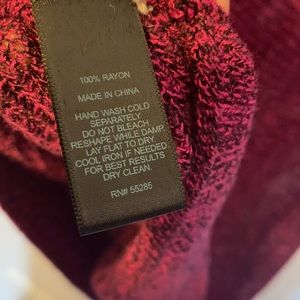 100% RAYON
MADE IN CHINA
HAND WASH COLD
SEPARATELY.
DO NOT BLEACH.
RESHAPE WHILE DAMP.
LAY FLAT TO DRY.
COOL IRON IF NEEDED.
FOR BEST RESULTS
DRY CLEAN.
RN# 55285